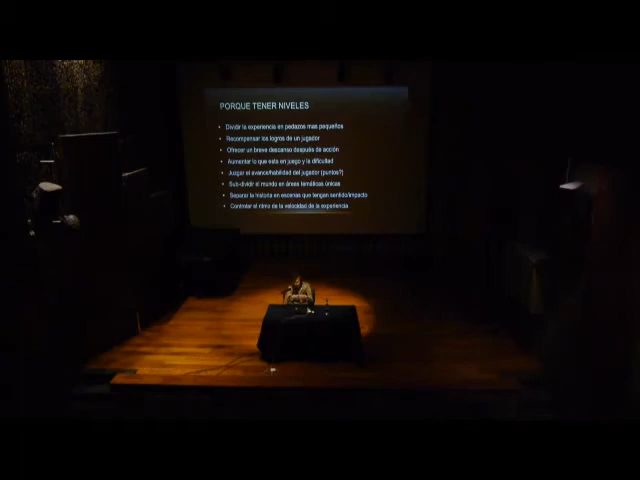 PORQUE TENER NIVELES
• Dividir la experiencia en pedazos mas pequeños
• Recompensar los logros de un jugador
• Ofrecer un breve descanso después de acción
• Aumentar lo que esta en juego y la dificultad
• Juzgar el avance/habilidad del jugador (puntos?)
• Sub-dividir el mundo en áreas temáticas únicas
• Separar la historia en escenas que tengan sentido/impacto
• Controlar el ritmo de la velocidad de la experiencia